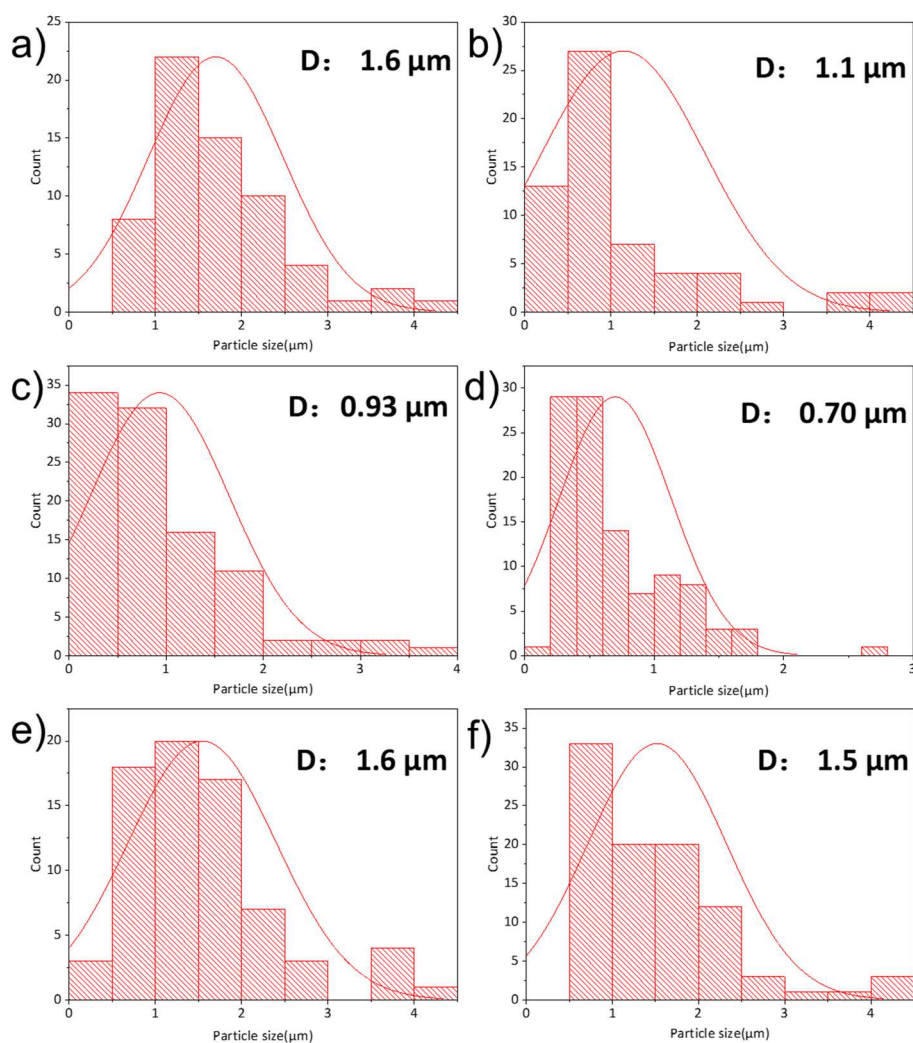 a)
D： 1.6 µm
25
20
15
10
5
0
Count
0 1 2 3 4
Particle size(µm)
b)
D： 1.1 µm
30
25
20
15
10
5
0
Count
0 1 2 3 4
Particle size(µm)
c)
D： 0.93 µm
35
30
25
20
15
10
5
0
Count
0 1 2 3 4
Particle size(µm)
d)
D： 0.70 µm
30
25
20
15
10
5
0
Count
0 1 2 3
Particle size(µm)
e)
D： 1.6 µm
20
15
10
5
0
Count
0 1 2 3 4
Particle size(µm)
f)
D： 1.5 µm
35
30
25
20
15
10
5
0
Count
0 1 2 3 4
Particle size(µm)